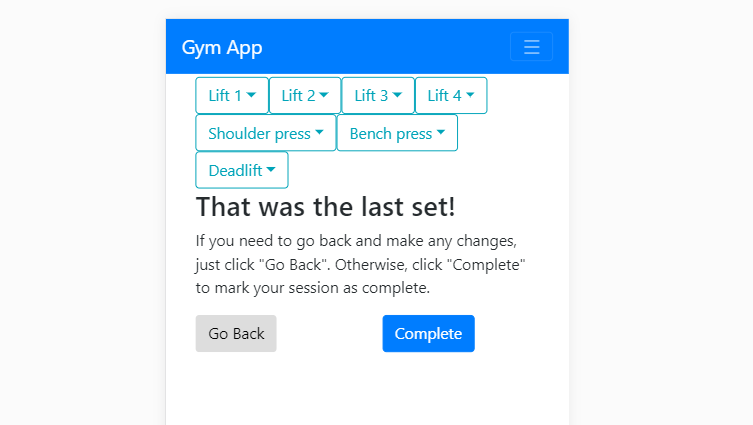 Gym App
Lift 1 Lift 2 Lift 3 Lift 4
Shoulder press Bench press
Deadlift
That was the last set!
If you need to go back and make any changes,
just click "Go Back". Otherwise, click "Complete"
to mark your session as complete.
Go Back Complete